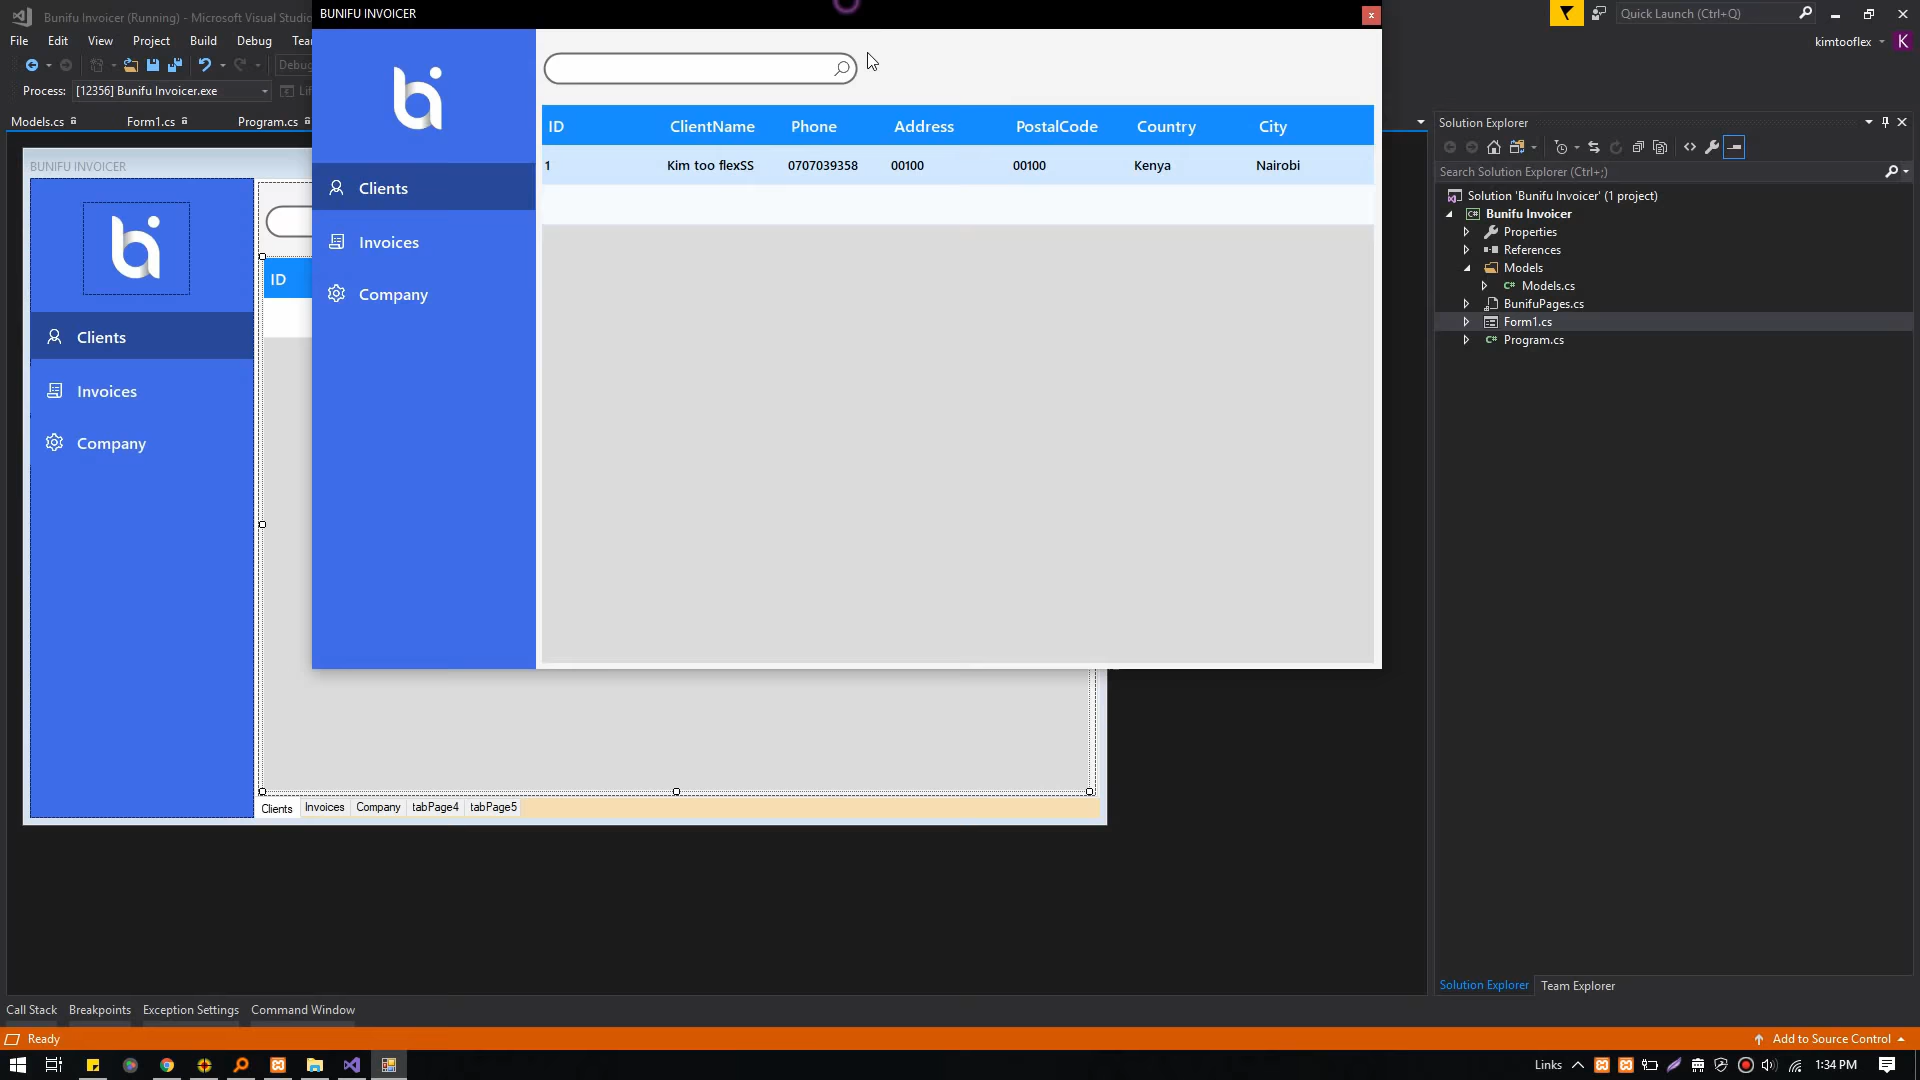 Bunifu Invoicer (Running) - Microsoft Visual Studio
Quick Launch (Ctrl+Q)
File Edit View Project Build Debug
kimtooflex K
Debug
Process: [12356] Bunifu Invoicer.exe
Models.cs Form1.cs Program.cs
BUNIFU INVOICER
ID
Clients
Invoices
Company
Clients Invoices Company tabPage4 tabPage5
BUNIFU INVOICER
x
Clients
Invoices
Company
ID ClientName Phone Address PostalCode Country City
1 Kim too flexSS 0707039358 00100 00100 Kenya Nairobi
Solution Explorer
Search Solution Explorer (Ctrl+;)
Solution 'Bunifu Invoicer' (1 project)
C# Bunifu Invoicer
Properties
References
Models
C# Models.cs
BunifuPages.cs
Form1.cs
C# Program.cs
Solution Explorer Team Explorer
Call Stack Breakpoints Exception Settings Command Window
Ready Add to Source Control
Links 1:34 PM